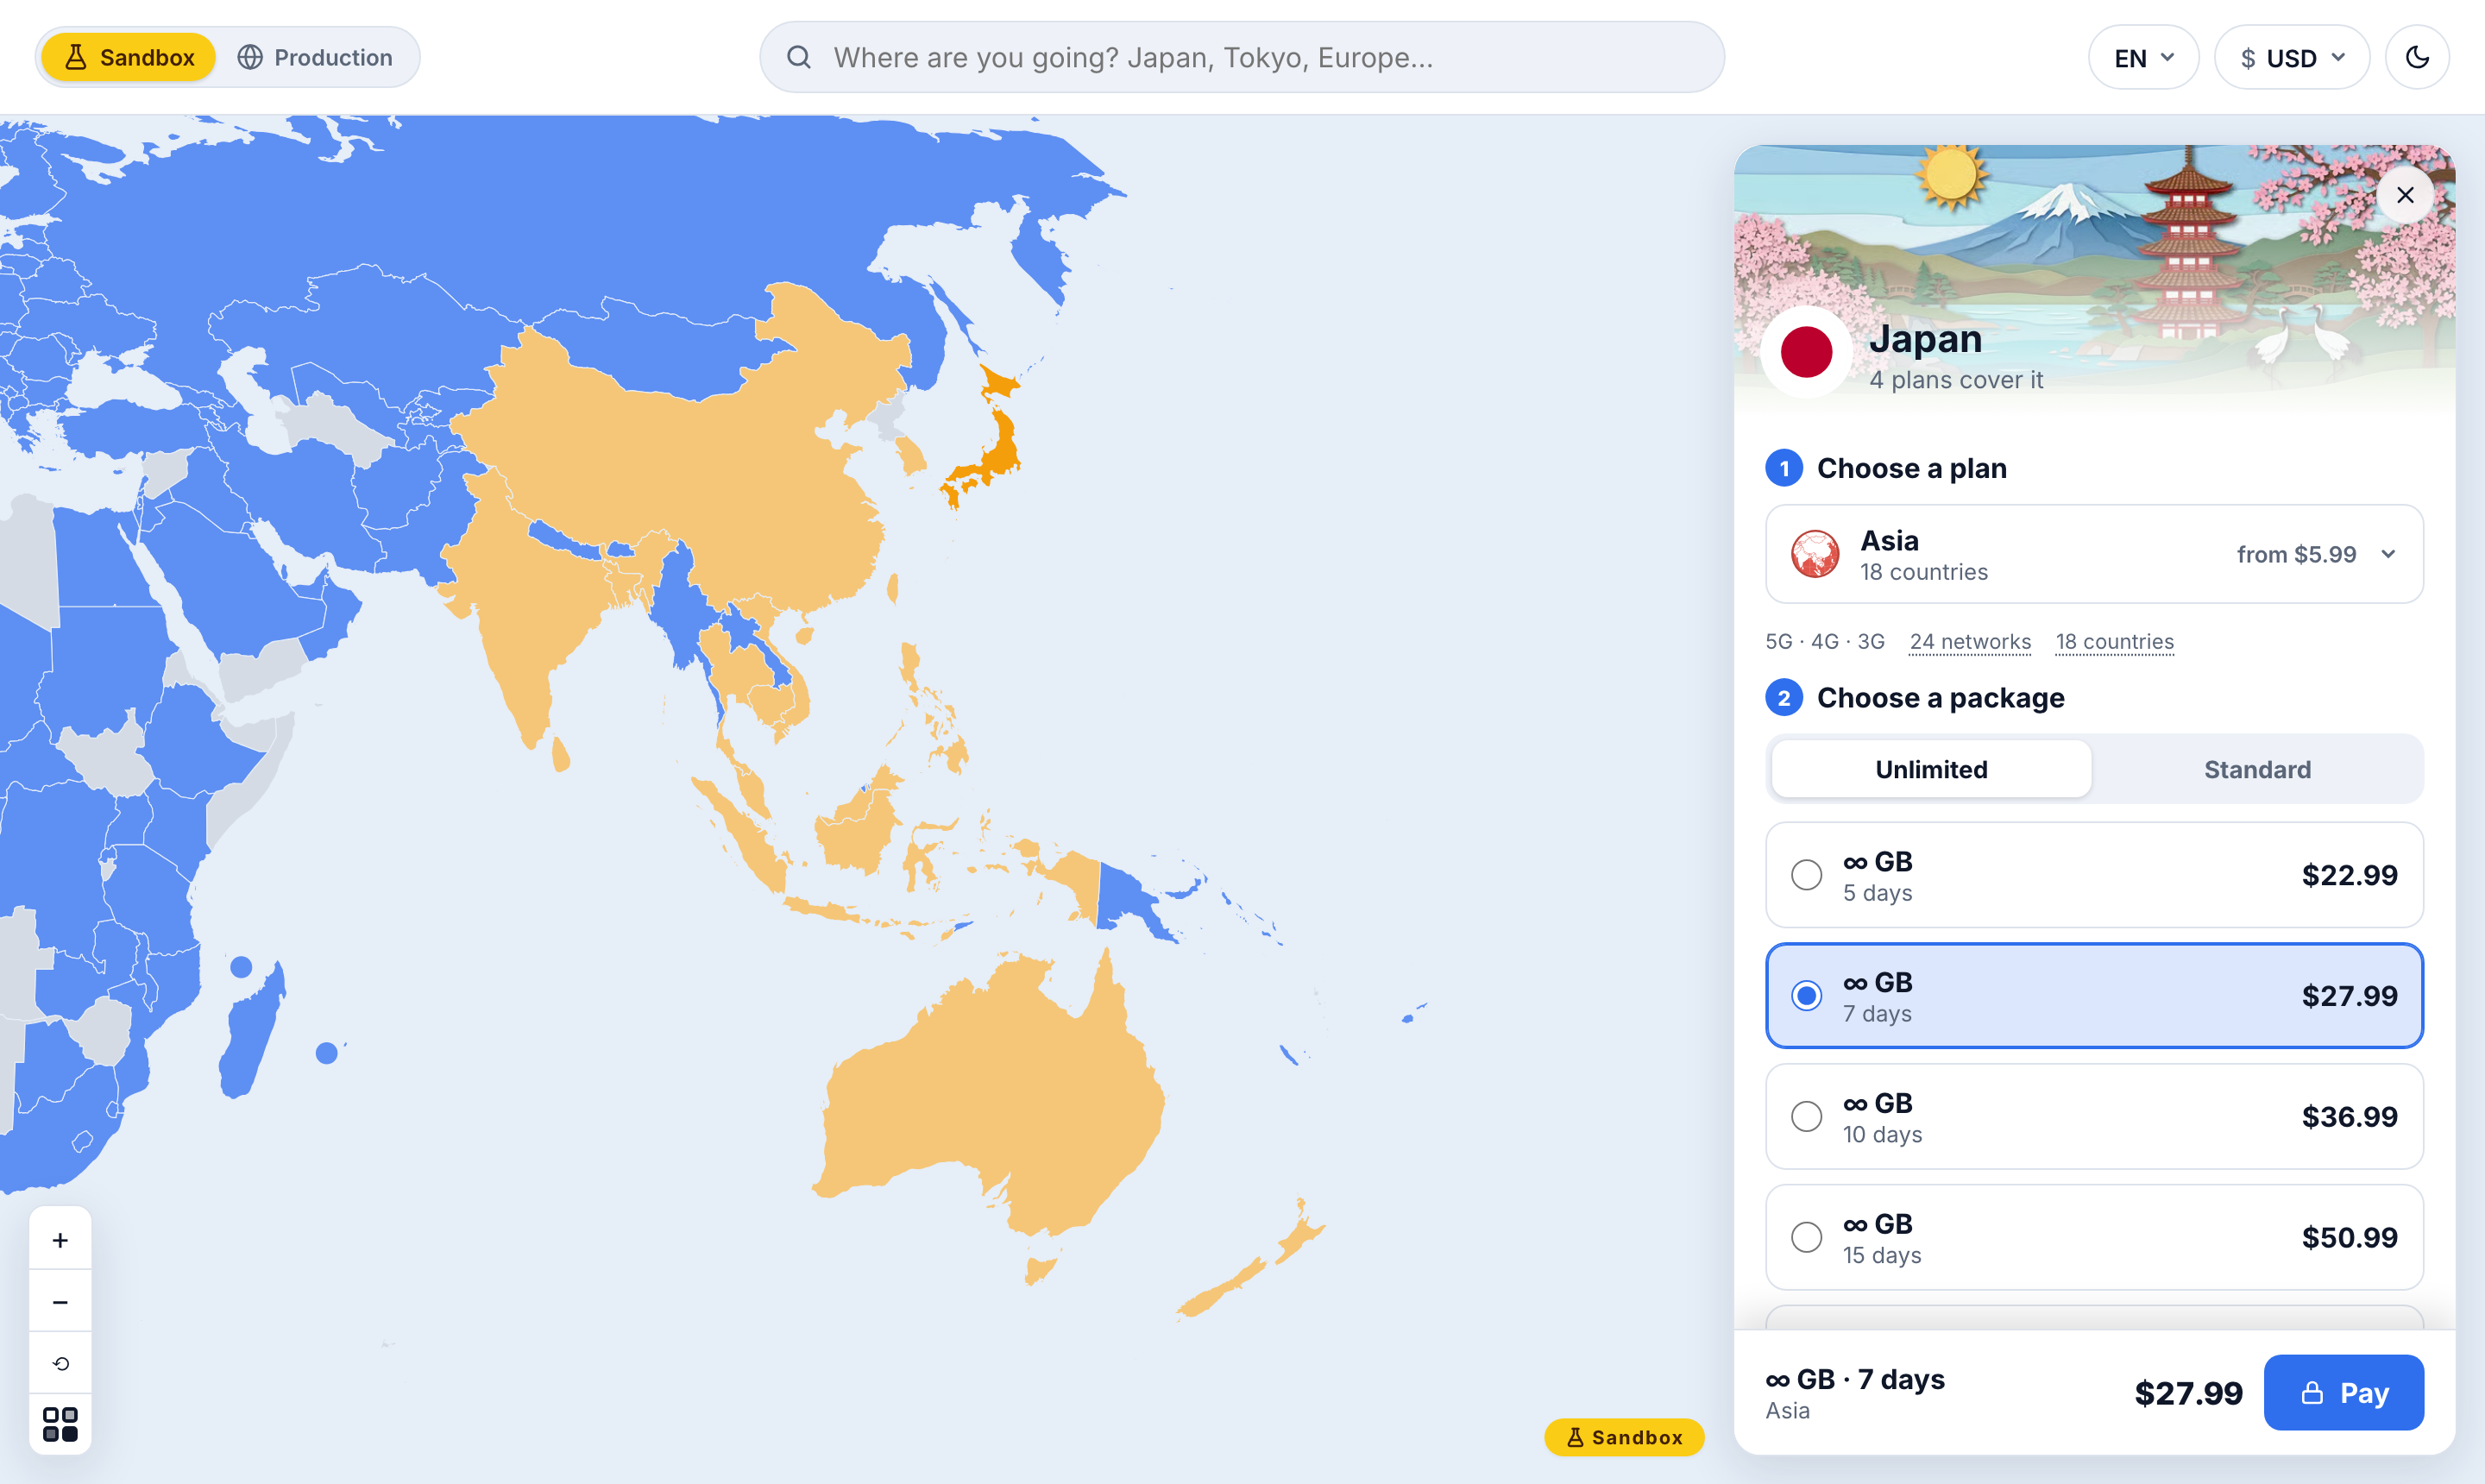 Sandbox
Production
Where are you going? Japan, Tokyo, Europe...
EN
$ USD
Japan
4 plans cover it
1 Choose a plan
Asia
18 countries
from $5.99
5G · 4G · 3G 24 networks 18 countries
2 Choose a package
Unlimited
Standard
∞ GB
5 days
$22.99
∞ GB
7 days
$27.99
∞ GB
10 days
$36.99
∞ GB
15 days
$50.99
+
−
∞ GB · 7 days
Asia
$27.99
Pay
Sandbox